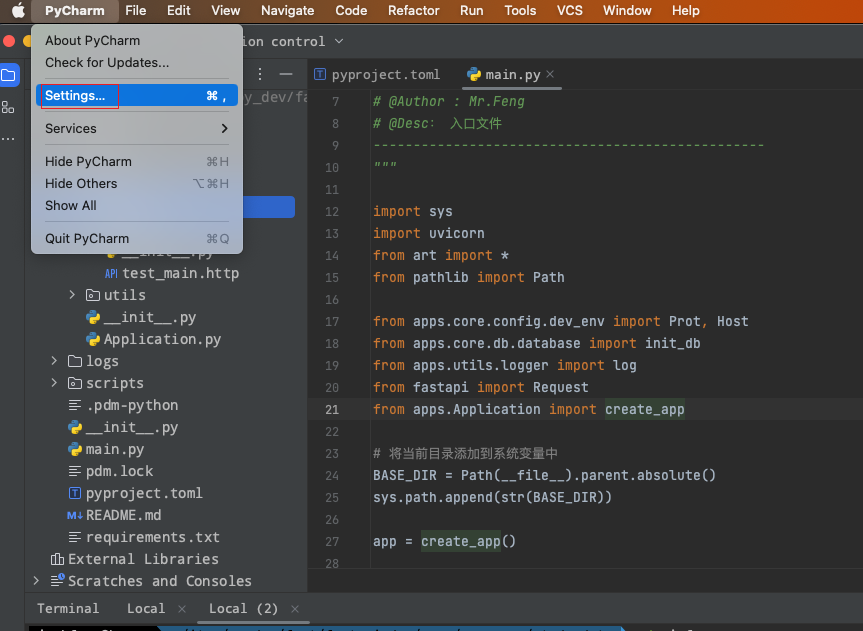 PyCharm File Edit View Navigate Code Refactor Run Tools VCS Window Help
ion control
About PyCharm
Check for Updates...
Settings... ⌘ ,
Services
Hide PyCharm ⌘H
Hide Others ⌥⌘H
Show All
Quit PyCharm ⌘Q
y_dev/fa
__init__.py
API test_main.http
utils
__init__.py
Application.py
logs
scripts
.pdm-python
__init__.py
main.py
pdm.lock
T pyproject.toml
M↓ README.md
requirements.txt
External Libraries
Scratches and Consoles
T pyproject.toml main.py ×
7 # @Author : Mr.Feng
8 # @Desc: 入口文件
9 -------------------------------------------------
10 """
11
12 import sys
13 import uvicorn
14 from art import *
15 from pathlib import Path
16
17 from apps.core.config.dev_env import Prot, Host
18 from apps.core.db.database import init_db
19 from apps.utils.logger import log
20 from fastapi import Request
21 from apps.Application import create_app
22
23 # 将当前目录添加到系统变量中
24 BASE_DIR = Path(__file__).parent.absolute()
25 sys.path.append(str(BASE_DIR))
26
27 app = create_app()
28
Terminal Local × Local (2) ×